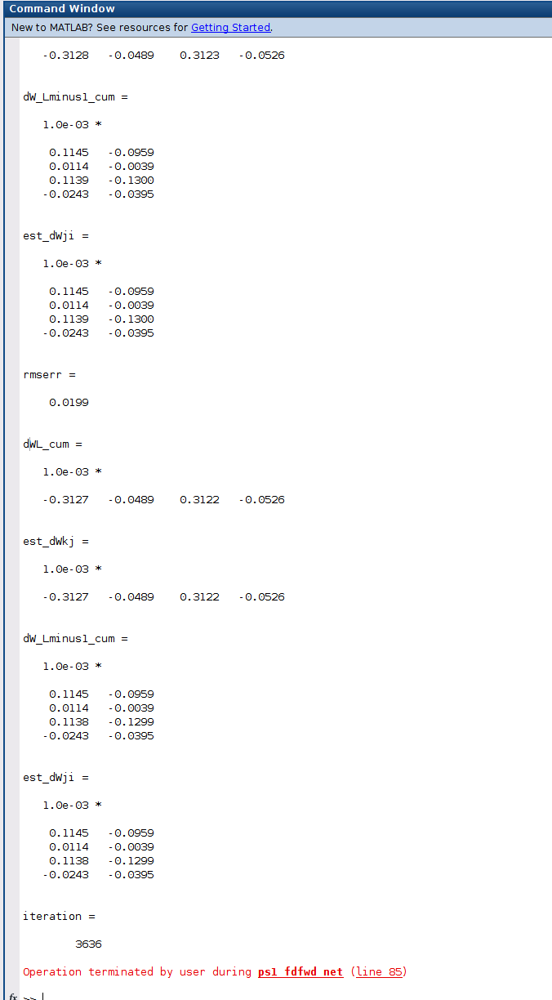 Command Window
New to MATLAB? See resources for Getting Started.
-0.3128 -0.0489 0.3123 -0.0526
dW_Lminus1_cum =
1.0e-03 *
0.1145 -0.0959
0.0114 -0.0039
0.1139 -0.1300
-0.0243 -0.0395
est_dWji =
1.0e-03 *
0.1145 -0.0959
0.0114 -0.0039
0.1139 -0.1300
-0.0243 -0.0395
rmserr =
0.0199
dWL_cum =
1.0e-03 *
-0.3127 -0.0489 0.3122 -0.0526
est_dWkj =
1.0e-03 *
-0.3127 -0.0489 0.3122 -0.0526
dW_Lminus1_cum =
1.0e-03 *
0.1145 -0.0959
0.0114 -0.0039
0.1138 -0.1299
-0.0243 -0.0395
est_dWji =
1.0e-03 *
0.1145 -0.0959
0.0114 -0.0039
0.1138 -0.1299
-0.0243 -0.0395
iteration =
3636
Operation terminated by user during ps1_fdfwd_net (line 85)
fx >>